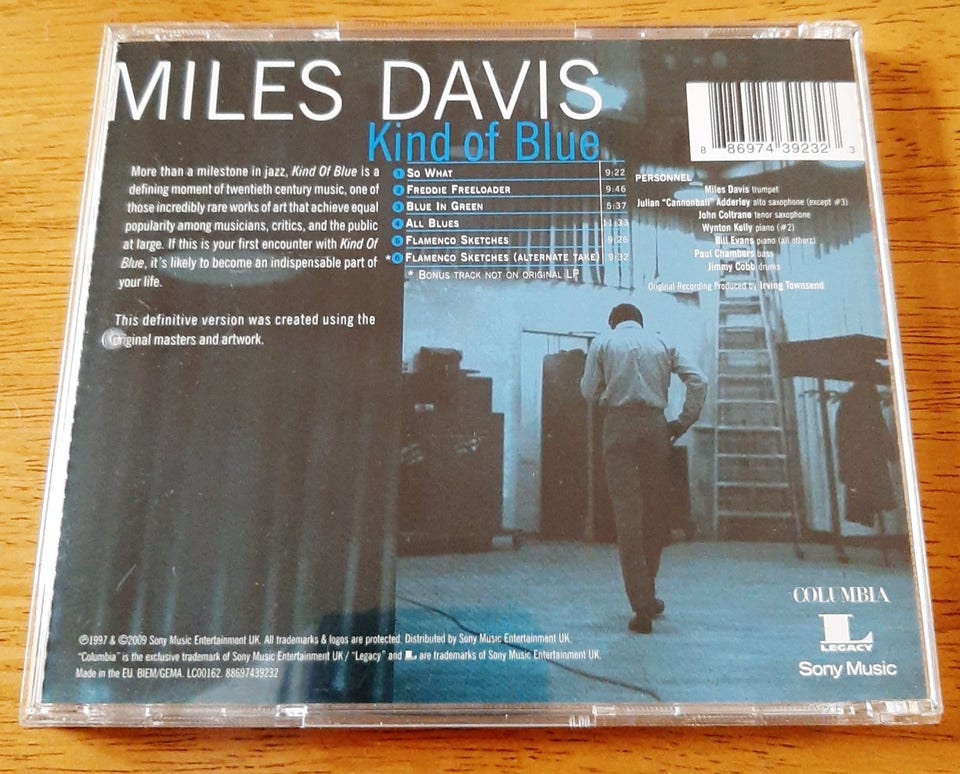 MILES DAVIS
Kind of Blue
More than a milestone in jazz, Kind Of Blue is a
defining moment of twentieth century music, one of
those incredibly rare works of art that achieve equal
popularity among musicians, critics, and the public
at large. If this is your first encounter with Kind Of
Blue, it's likely to become an indispensable part of
your life.
This definitive version was created using the
original masters and artwork.
1 SO WHAT 9:22
2 FREDDIE FREELOADER 9:46
3 BLUE IN GREEN 5:37
4 ALL BLUES 11:33
5 FLAMENCO SKETCHES 9:26
* 6 FLAMENCO SKETCHES (ALTERNATE TAKE) 9:32
* BONUS TRACK NOT ON ORIGINAL LP
8 86974 39232 3
PERSONNEL
Miles Davis trumpet
Julian "Cannonball" Adderley alto saxophone (except #3)
John Coltrane tenor saxophone
Wynton Kelly piano (#2)
Bill Evans piano (all others)
Paul Chambers bass
Jimmy Cobb drums
Original Recording Produced by Irving Townsend
COLUMBIA
L
LEGACY
Sony Music
℗1997 & ©2009 Sony Music Entertainment UK. All trademarks & logos are protected. Distributed by Sony Music Entertainment UK.
"Columbia" is the exclusive trademark of Sony Music Entertainment UK / "Legacy" and L are trademarks of Sony Music Entertainment UK.
Made in the EU. BIEM/GEMA. LC00162. 88697439232